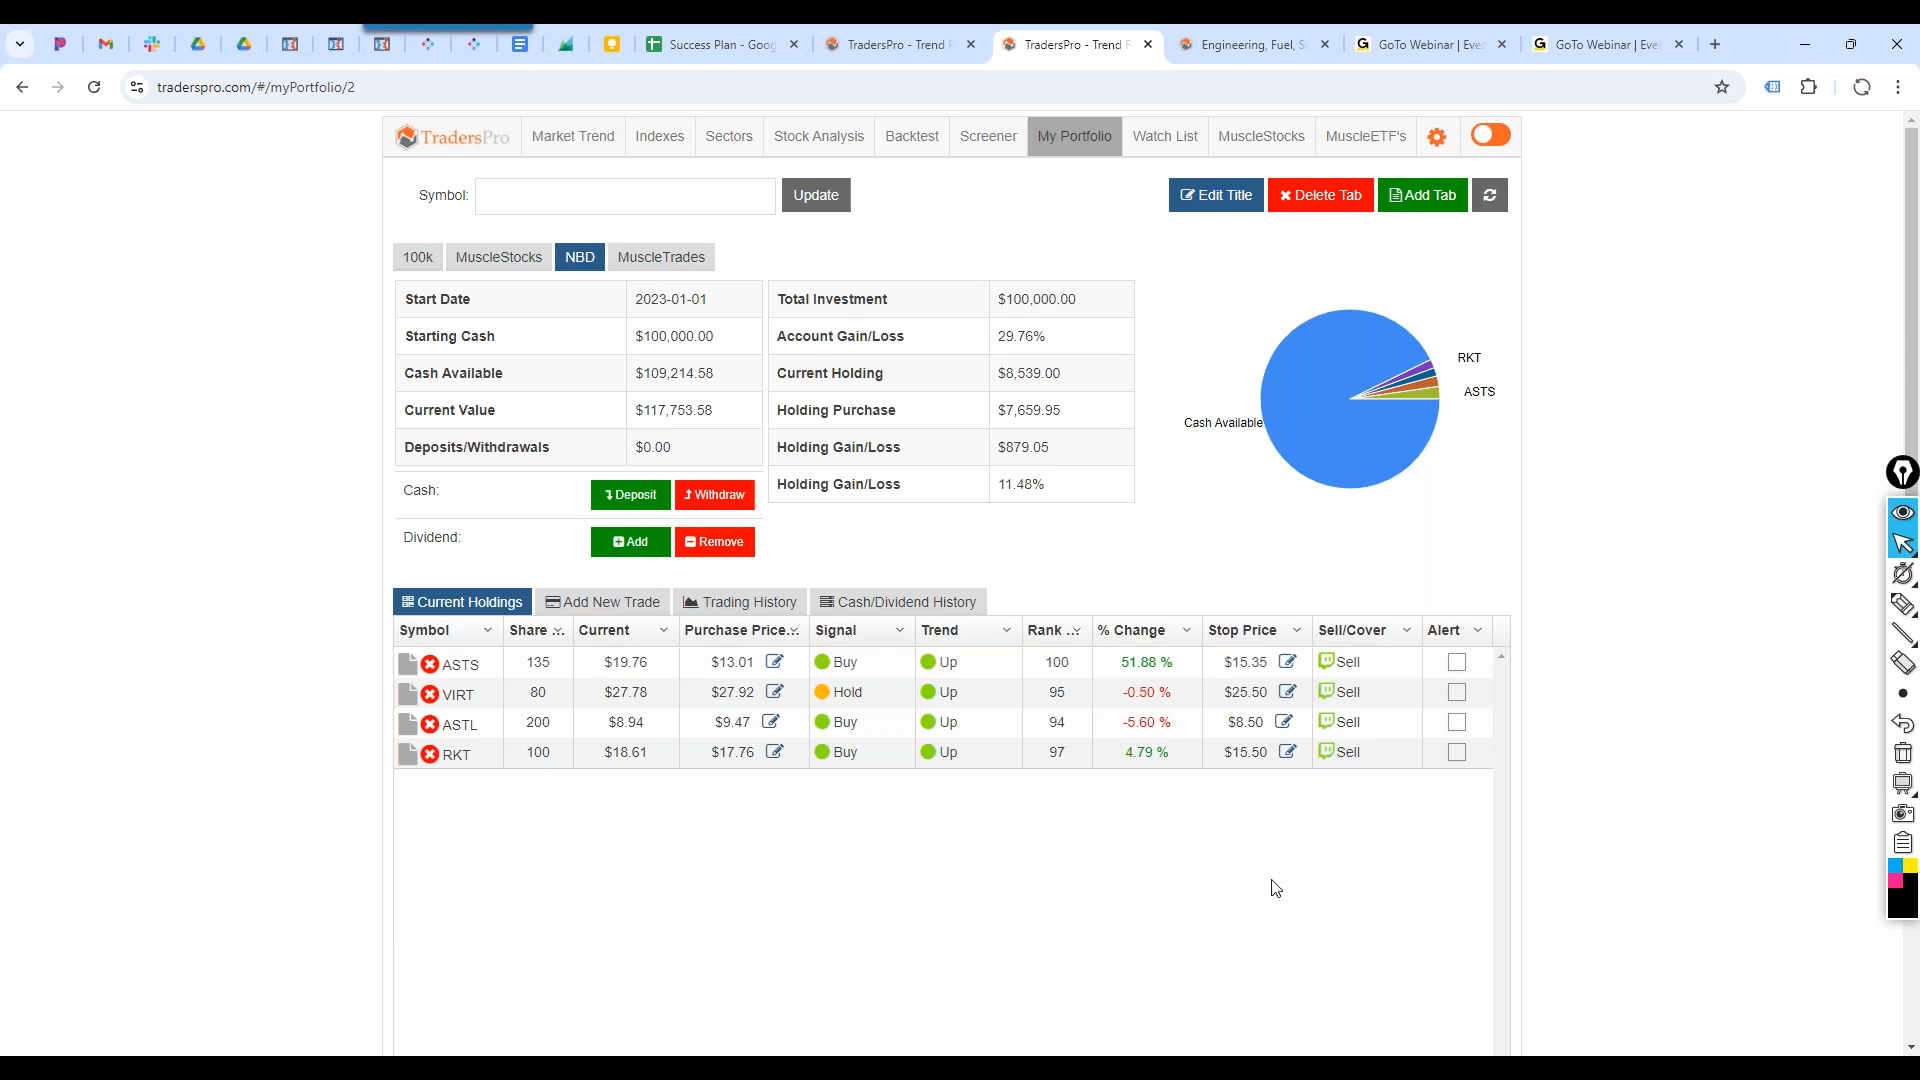 Success Plan - Goog
TradersPro - Trend F
TradersPro - Trend F
Engineering, Fuel, S
GoTo Webinar | Ever
GoTo Webinar | Ever
traderspro.com/#/myPortfolio/2
TradersPro
Market Trend
Indexes
Sectors
Stock Analysis
Backtest
Screener
My Portfolio
Watch List
MuscleStocks
MuscleETF's
Symbol:
Update
Edit Title
Delete Tab
Add Tab
100k
MuscleStocks
NBD
MuscleTrades
Start Date 2023-01-01 Total Investment $100,000.00
Starting Cash $100,000.00 Account Gain/Loss 29.76%
Cash Available $109,214.58 Current Holding $8,539.00
Current Value $117,753.58 Holding Purchase $7,659.95
Deposits/Withdrawals $0.00 Holding Gain/Loss $879.05
Cash: Deposit Withdraw Holding Gain/Loss 11.48%
Dividend: Add Remove
RKT
ASTS
Cash Available
Current Holdings Add New Trade Trading History Cash/Dividend History
Symbol Share ... Current Purchase Price... Signal Trend Rank ... % Change Stop Price Sell/Cover Alert
ASTS 135 $19.76 $13.01 Buy Up 100 51.88 % $15.35 Sell
VIRT 80 $27.78 $27.92 Hold Up 95 -0.50 % $25.50 Sell
ASTL 200 $8.94 $9.47 Buy Up 94 -5.60 % $8.50 Sell
RKT 100 $18.61 $17.76 Buy Up 97 4.79 % $15.50 Sell